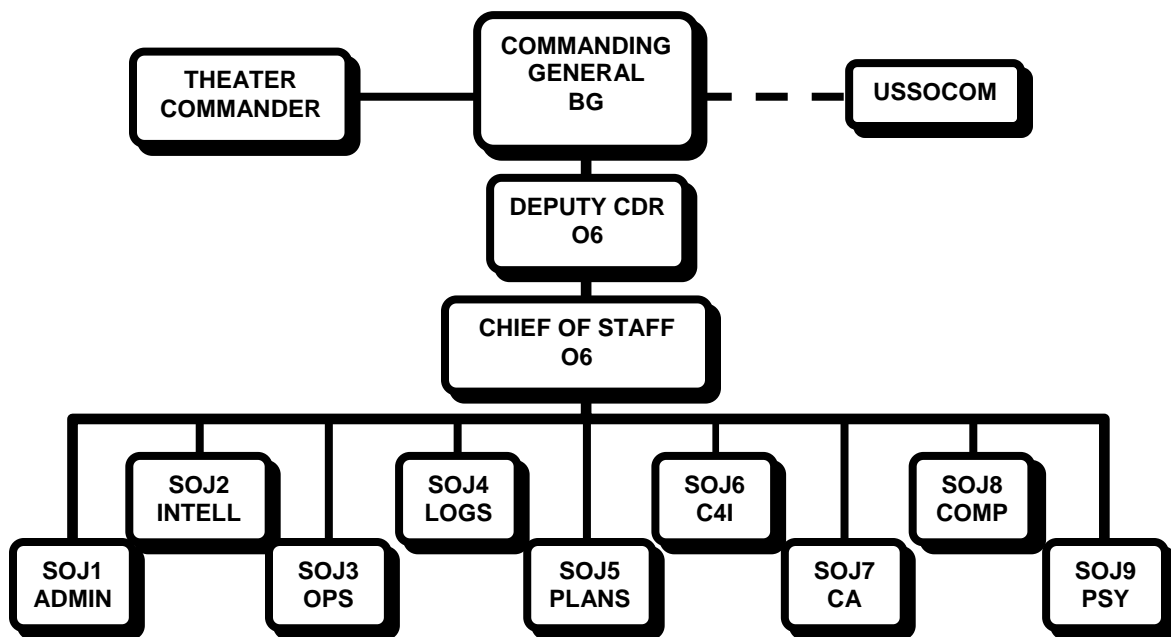 COMMANDING
GENERAL
BG
THEATER
COMMANDER
USSOCOM
DEPUTY CDR
O6
CHIEF OF STAFF
O6
SOJ2
INTELL
SOJ4
LOGS
SOJ6
C4I
SOJ8
COMP
SOJ1
ADMIN
SOJ3
OPS
SOJ5
PLANS
SOJ7
CA
SOJ9
PSY